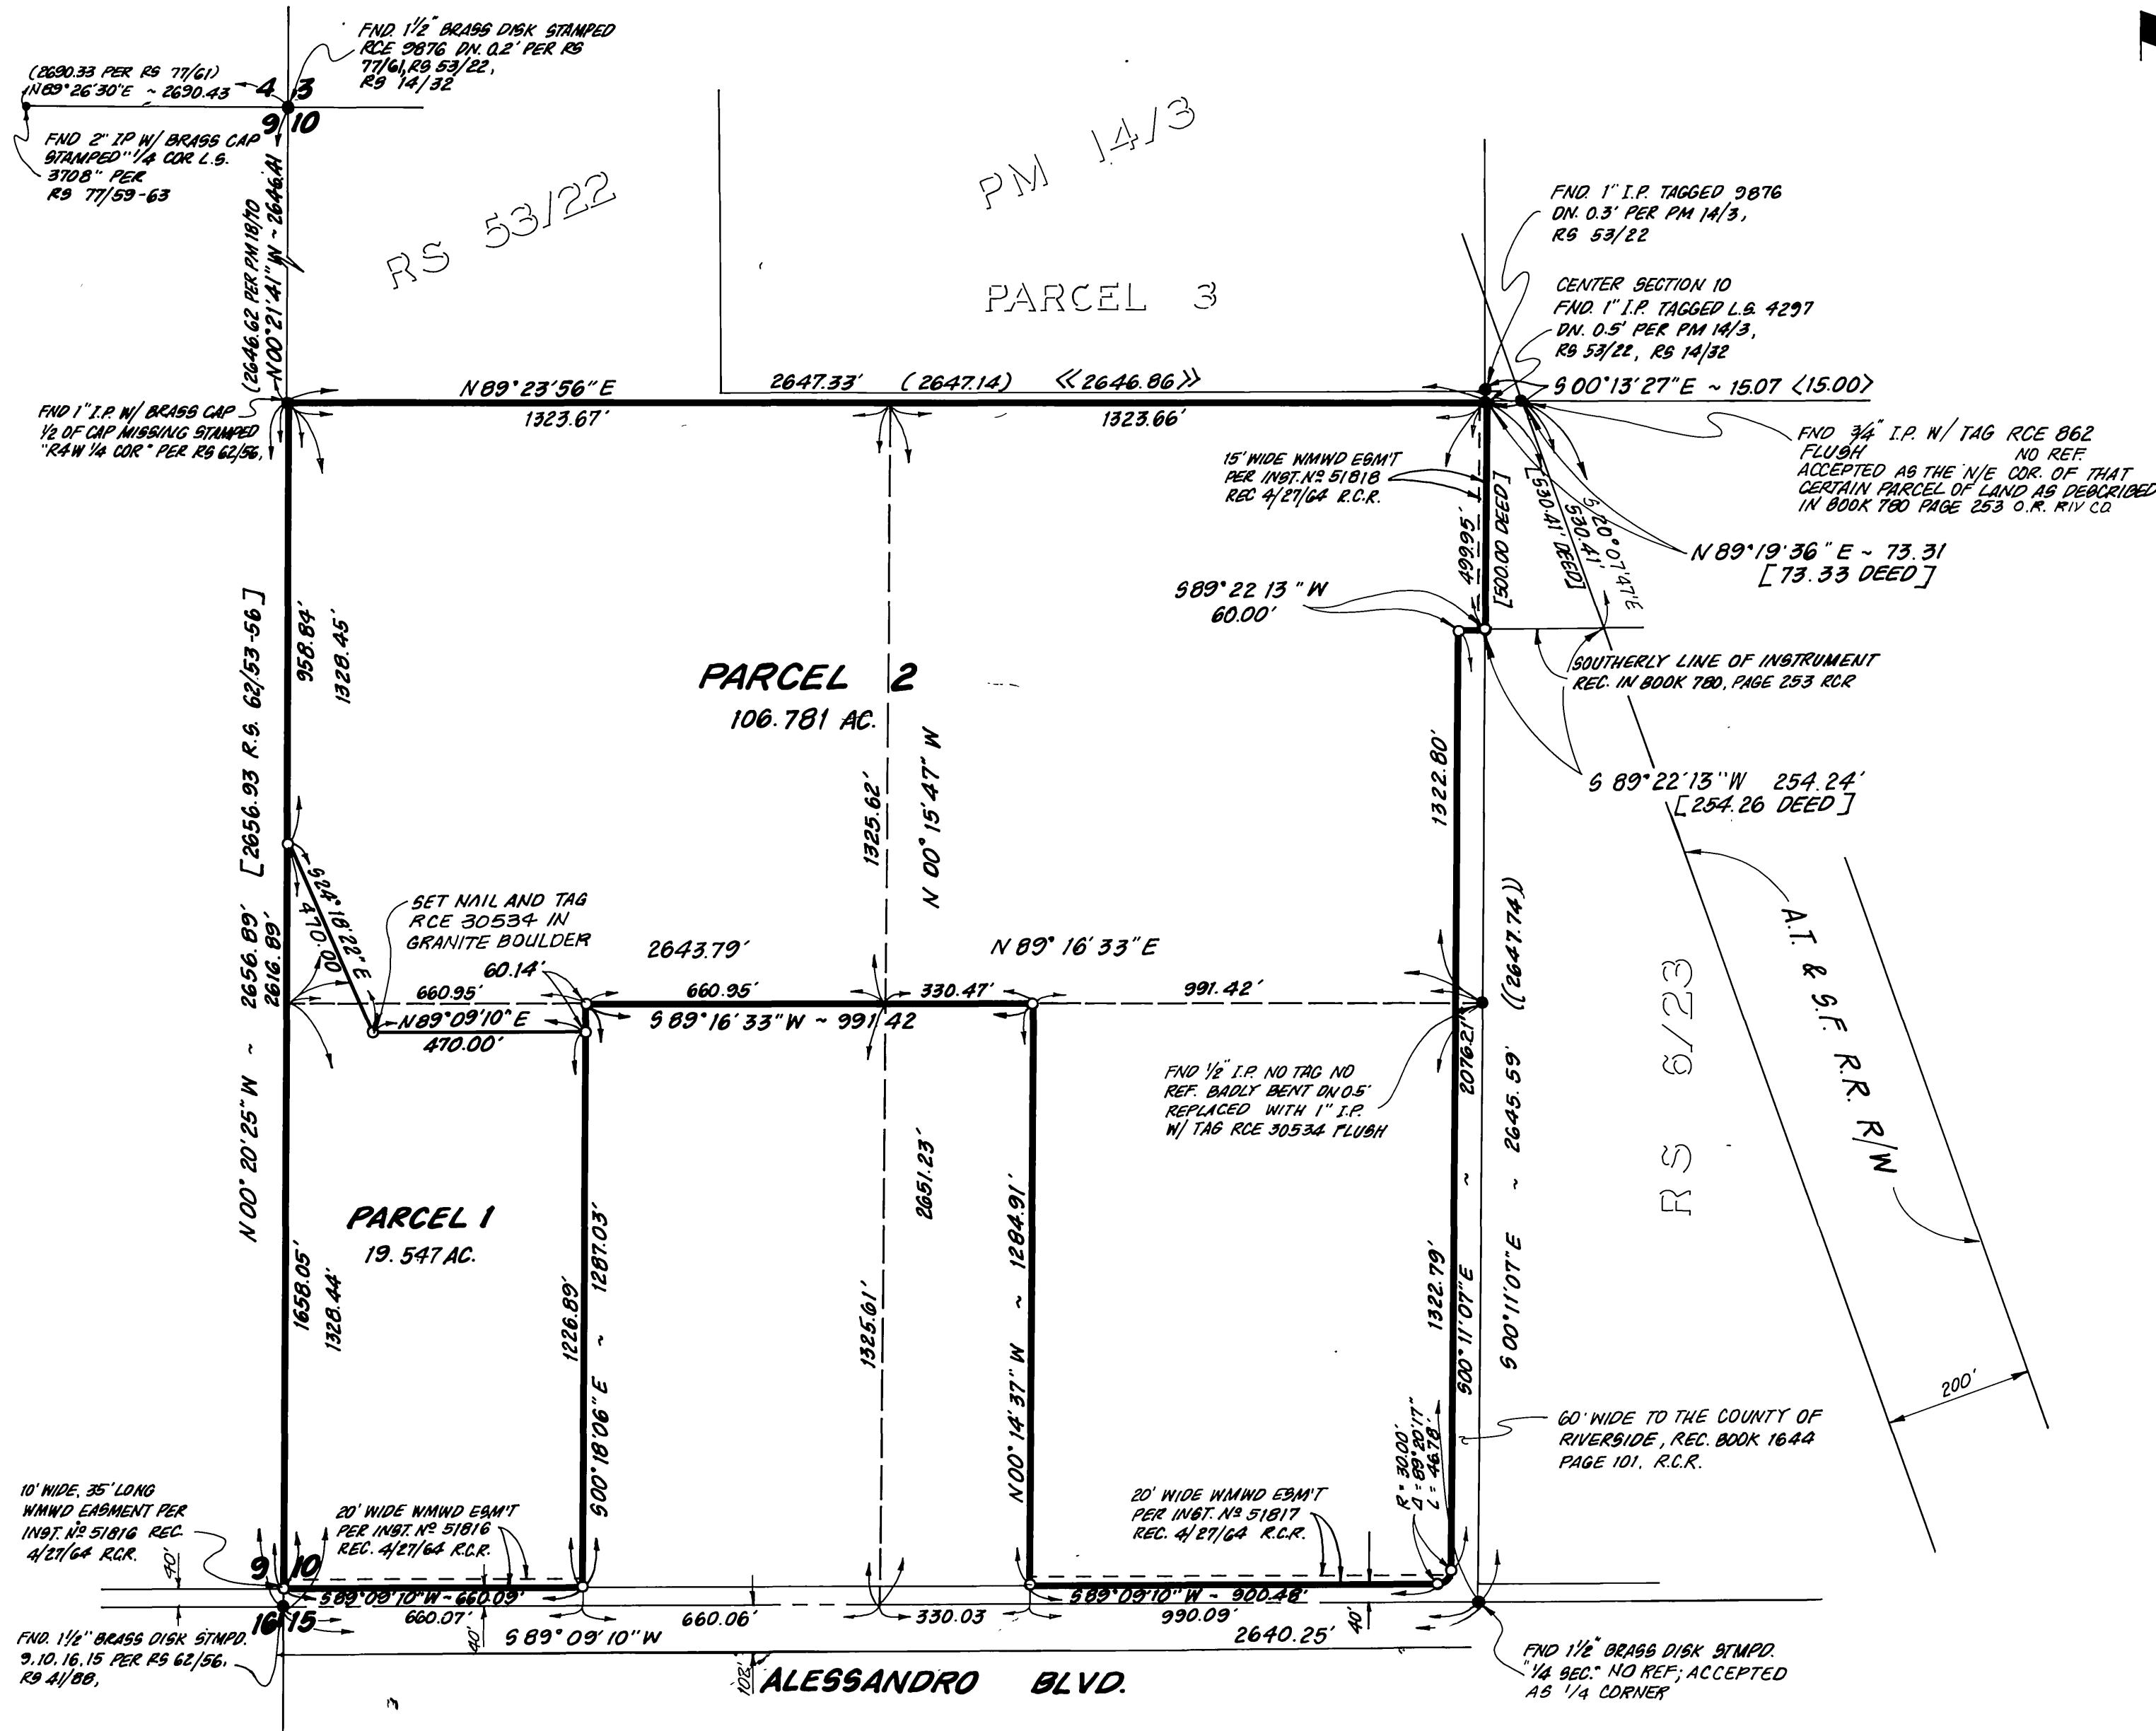 FND. 1½" BRASS DISK STAMPED
RCE 9876 DN. 0.2' PER RS
77/61, RS 53/22,
RS 14/32
(2690.33 PER RS 77/61)
N89°26'30"E ~ 2690.43
4 3
9 10
FND 2" IP W/ BRASS CAP
STAMPED "¼ COR L.S.
3708" PER
RS 77/59-63
(2646.62 PER PM 18/70
N00°21'41"W ~ 2646.41
RS 53/22
PM 14/3
PARCEL 3
FND. 1" I.P. TAGGED 9876
DN. 0.3' PER PM 14/3,
RS 53/22
CENTER SECTION 10
FND. 1" I.P. TAGGED L.S. 4297
DN. 0.5' PER PM 14/3,
RS 53/22, RS 14/32
S00°13'27"E ~ 15.07 <15.00>
N89°23'56"E
2647.33' (2647.14) <<2646.86>>
1323.67'
1323.66'
FND 1" I.P. W/ BRASS CAP
½ OF CAP MISSING STAMPED
"R4W ¼ COR" PER RS 62/56,
FND ¾" I.P. W/ TAG RCE 862
FLUSH NO REF.
ACCEPTED AS THE N/E COR. OF THAT
CERTAIN PARCEL OF LAND AS DESCRIBED
IN BOOK 780 PAGE 253 O.R. RIV CO.
15' WIDE WMWD ESM'T
PER INST. Nº 51818
REC 4/27/64 R.C.R.
499.95'
[500.00 DEED]
[530.41' DEED]
530.41'
S 20°07'47"E
N89°19'36"E ~ 73.31
[73.33 DEED]
S89°22 13"W
60.00'
SOUTHERLY LINE OF INSTRUMENT
REC. IN BOOK 780, PAGE 253 RCR
S 89°22'13"W 254.24'
[254.26 DEED]
958.84'
1328.45'
PARCEL 2
106.781 AC.
1325.62'
N 00°15'47" W
1322.80'
N00°20'25"W ~ 2656.89' [2656.93 R.S. 62/53-56]
2616.89'
S24°18'22"E
470.00
SET NAIL AND TAG
RCE 30534 IN
GRANITE BOULDER
60.14'
2643.79'
N 89°16'33"E
660.95'
660.95'
330.47'
991.42'
N89°09'10"E
470.00'
S 89°16'33"W ~ 991.42
FND ½" I.P. NO TAG NO
REF. BADLY BENT DN 0.5'
REPLACED WITH 1" I.P.
W/ TAG RCE 30534 FLUSH
S00°11'07"E ~ 2076.21'
S00°11'07"E ~ 2645.59' ((2647.74))
RS 6/23
A.T. & S.F. R.R. R/W
200'
PARCEL 1
19.547 AC.
1658.05'
1328.44'
1226.89'
S00°18'06"E ~ 1287.03'
1325.61'
2651.23'
N00°14'37"W ~ 1284.91'
1322.79'
R = 30.00'
Δ = 89°20'17"
L = 46.78'
60' WIDE TO THE COUNTY OF
RIVERSIDE, REC. BOOK 1644
PAGE 101, R.C.R.
10' WIDE, 35' LONG
WMWD EASMENT PER
INST. Nº 51816 REC.
4/27/64 R.C.R.
20' WIDE WMWD ESM'T
PER INST. Nº 51816
REC. 4/27/64 R.C.R.
20' WIDE WMWD ESM'T
PER INST. Nº 51817
REC. 4/27/64 R.C.R.
40'
9 10
16 15
S89°09'10"W - 660.09'
S89°09'10"W - 900.48'
660.07'
660.06'
330.03
990.09'
40'
40'
S 89°09'10"W
2640.25'
FND. 1½" BRASS DISK STMPD.
9, 10, 16, 15 PER RS 62/56,
RS 41/88,
102'
ALESSANDRO BLVD.
FND 1½" BRASS DISK STMPD.
"¼ SEC." NO REF; ACCEPTED
AS ¼ CORNER